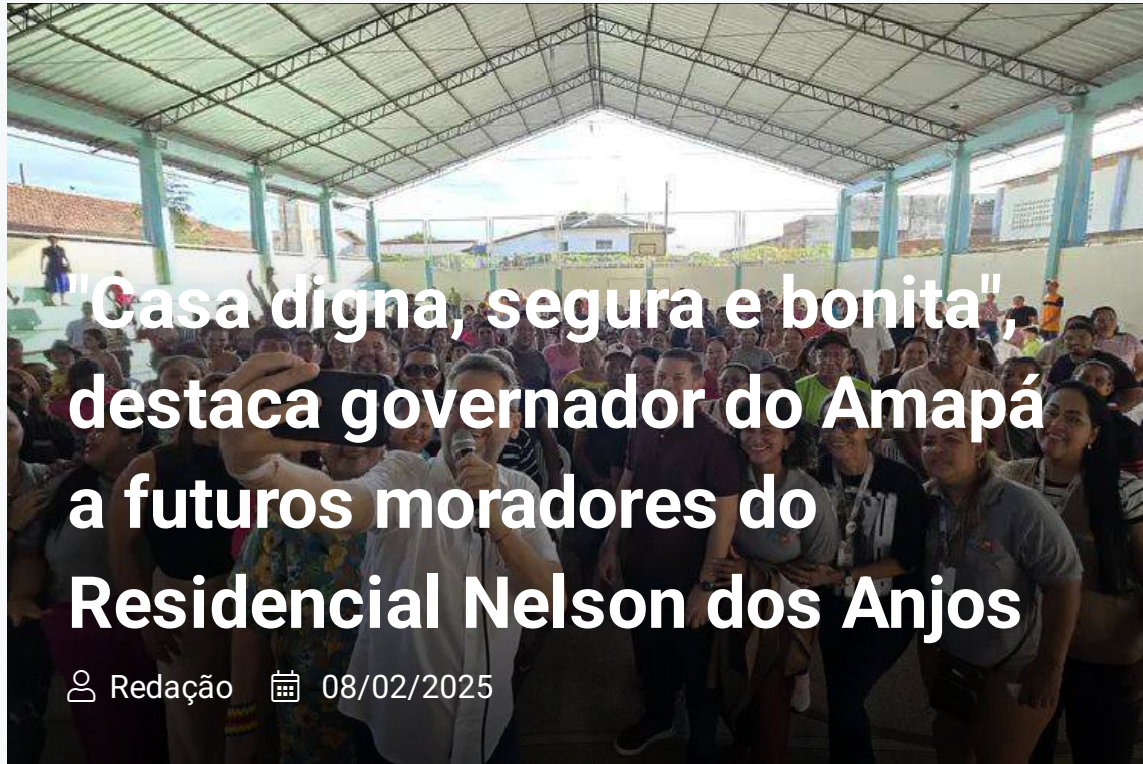 "Casa digna, segura e bonita",
destaca governador do Amapá
a futuros moradores do
Residencial Nelson dos Anjos
Redação 08/02/2025